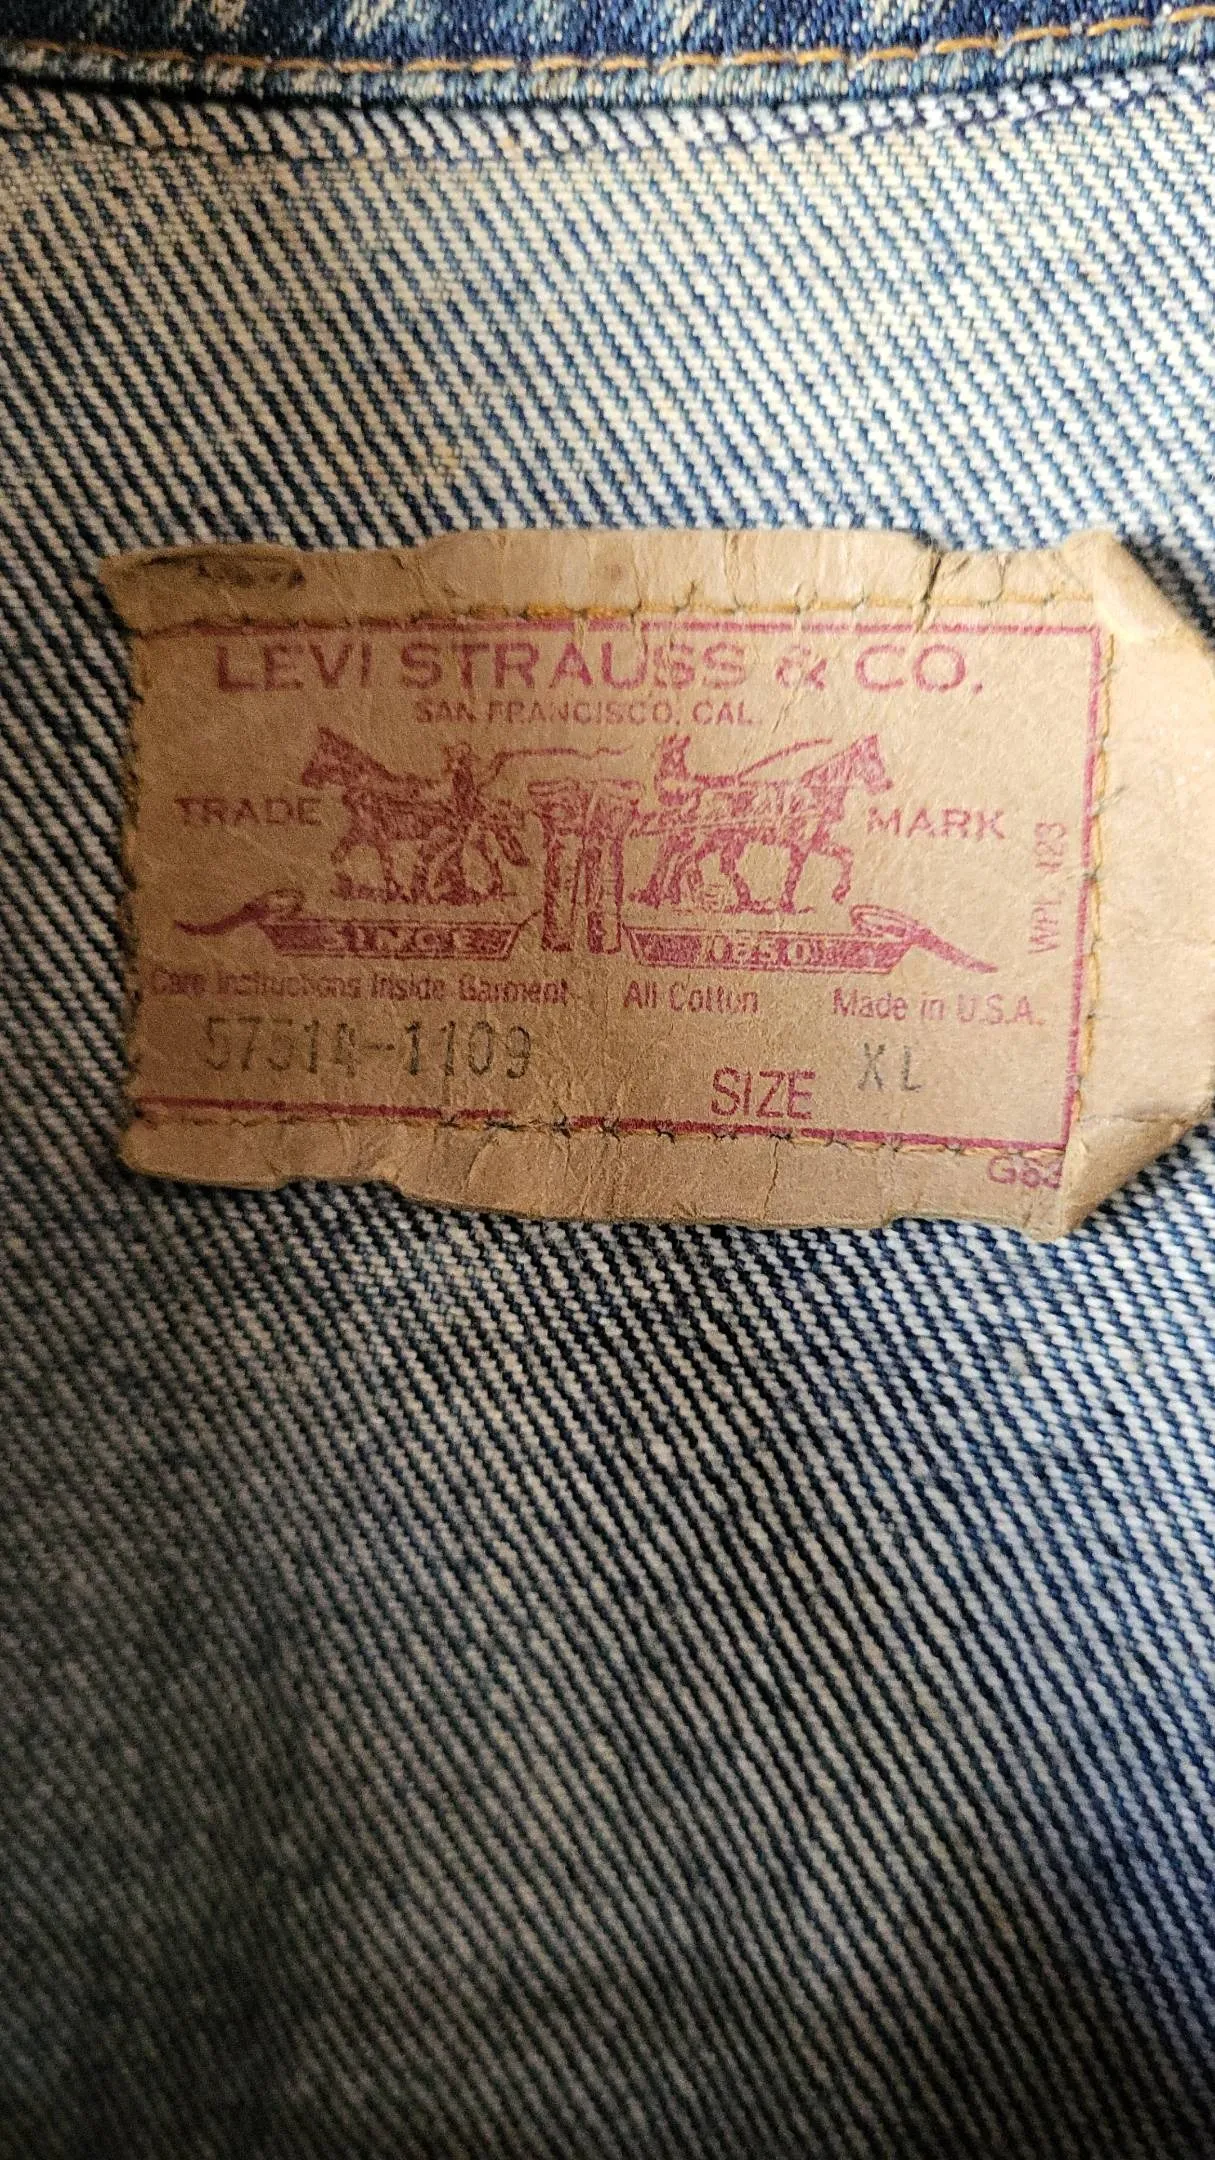 LEVI STRAUSS & CO.
SAN FRANCISCO, CAL.
TRADE MARK
SINCE 1850
WPL 423
Care Instructions Inside Garment All Cotton Made in U.S.A.
57514-1109
SIZE XL